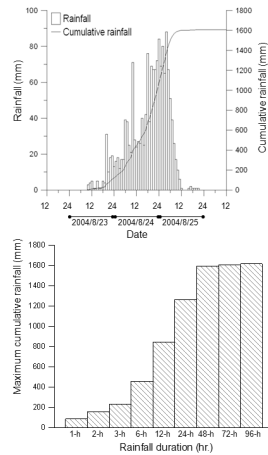 100
80
60
40
20
0
Rainfall (mm)
Rainfall
Cumulative rainfall
1800
1600
1400
1200
1000
800
600
400
200
0
Cumulative rainfall (mm)
12 24 12 24 12 24 12 24 12
2004/8/23 2004/8/24 2004/8/25
Date
1800
1600
1400
1200
1000
800
600
400
200
0
Maximum cumulative rainfall (mm)
1-h 2-h 3-h 6-h 12-h 24-h 48-h 72-h 96-h
Rainfall duration (hr.)